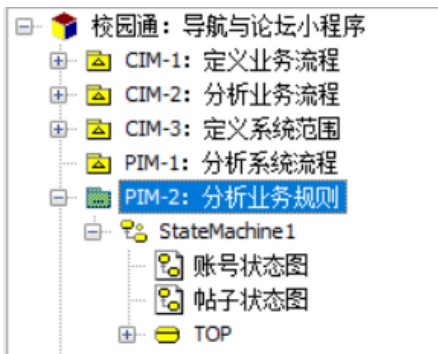 校园通：导航与论坛小程序
CIM-1：定义业务流程
CIM-2：分析业务流程
CIM-3：定义系统范围
PIM-1：分析系统流程
PIM-2：分析业务规则
StateMachine1
账号状态图
帖子状态图
TOP